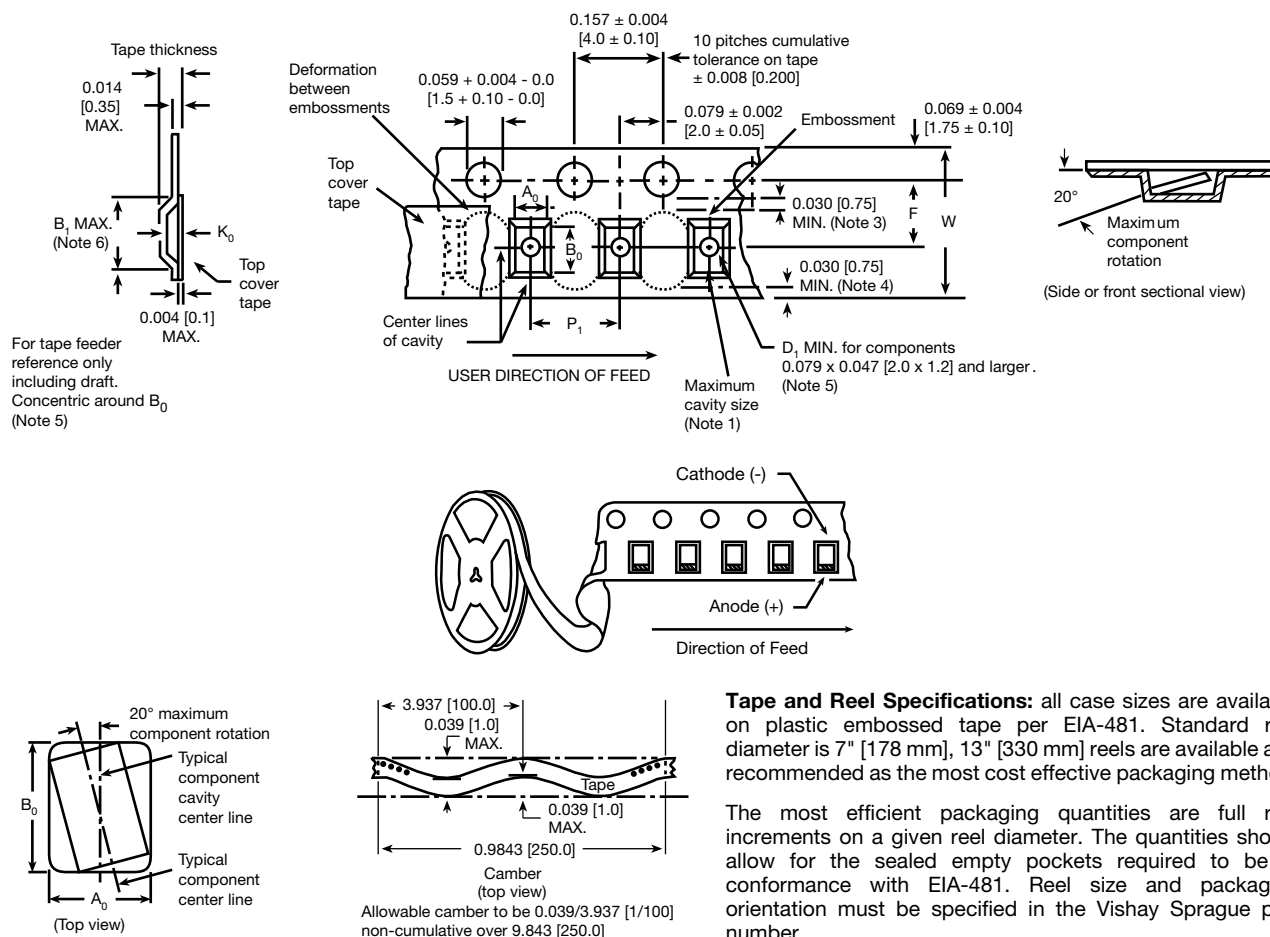 Tape thickness
0.014
[0.35]
MAX.
B1 MAX.
(Note 6)
K0
Top
cover
tape
0.004 [0.1]
MAX.
For tape feeder
reference only
including draft.
Concentric around B0
(Note 5)
Deformation
between
embossments
0.059 + 0.004 - 0.0
[1.5 + 0.10 - 0.0]
0.157 ± 0.004
[4.0 ± 0.10]
10 pitches cumulative
tolerance on tape
± 0.008 [0.200]
0.079 ± 0.002
[2.0 ± 0.05]
Embossment
0.069 ± 0.004
[1.75 ± 0.10]
Top
cover
tape
A0
B0
0.030 [0.75]
MIN. (Note 3)
F
W
0.030 [0.75]
MIN. (Note 4)
Center lines
of cavity
P1
USER DIRECTION OF FEED
D1 MIN. for components
0.079 x 0.047 [2.0 x 1.2] and larger.
(Note 5)
Maximum
cavity size
(Note 1)
20°
Maximum
component
rotation
(Side or front sectional view)
Cathode (-)
Anode (+)
Direction of Feed
20° maximum
component rotation
Typical
component
cavity
center line
B0
Typical
component
center line
A0
(Top view)
3.937 [100.0]
0.039 [1.0]
MAX.
Tape
0.039 [1.0]
MAX.
0.9843 [250.0]
Camber
(top view)
Allowable camber to be 0.039/3.937 [1/100]
non-cumulative over 9.843 [250.0]
Tape and Reel Specifications: all case sizes are availa
on plastic embossed tape per EIA-481. Standard r
diameter is 7" [178 mm], 13" [330 mm] reels are available a
recommended as the most cost effective packaging metho
The most efficient packaging quantities are full r
increments on a given reel diameter. The quantities sho
allow for the sealed empty pockets required to be
conformance with EIA-481. Reel size and packag
orientation must be specified in the Vishay Sprague p
number.